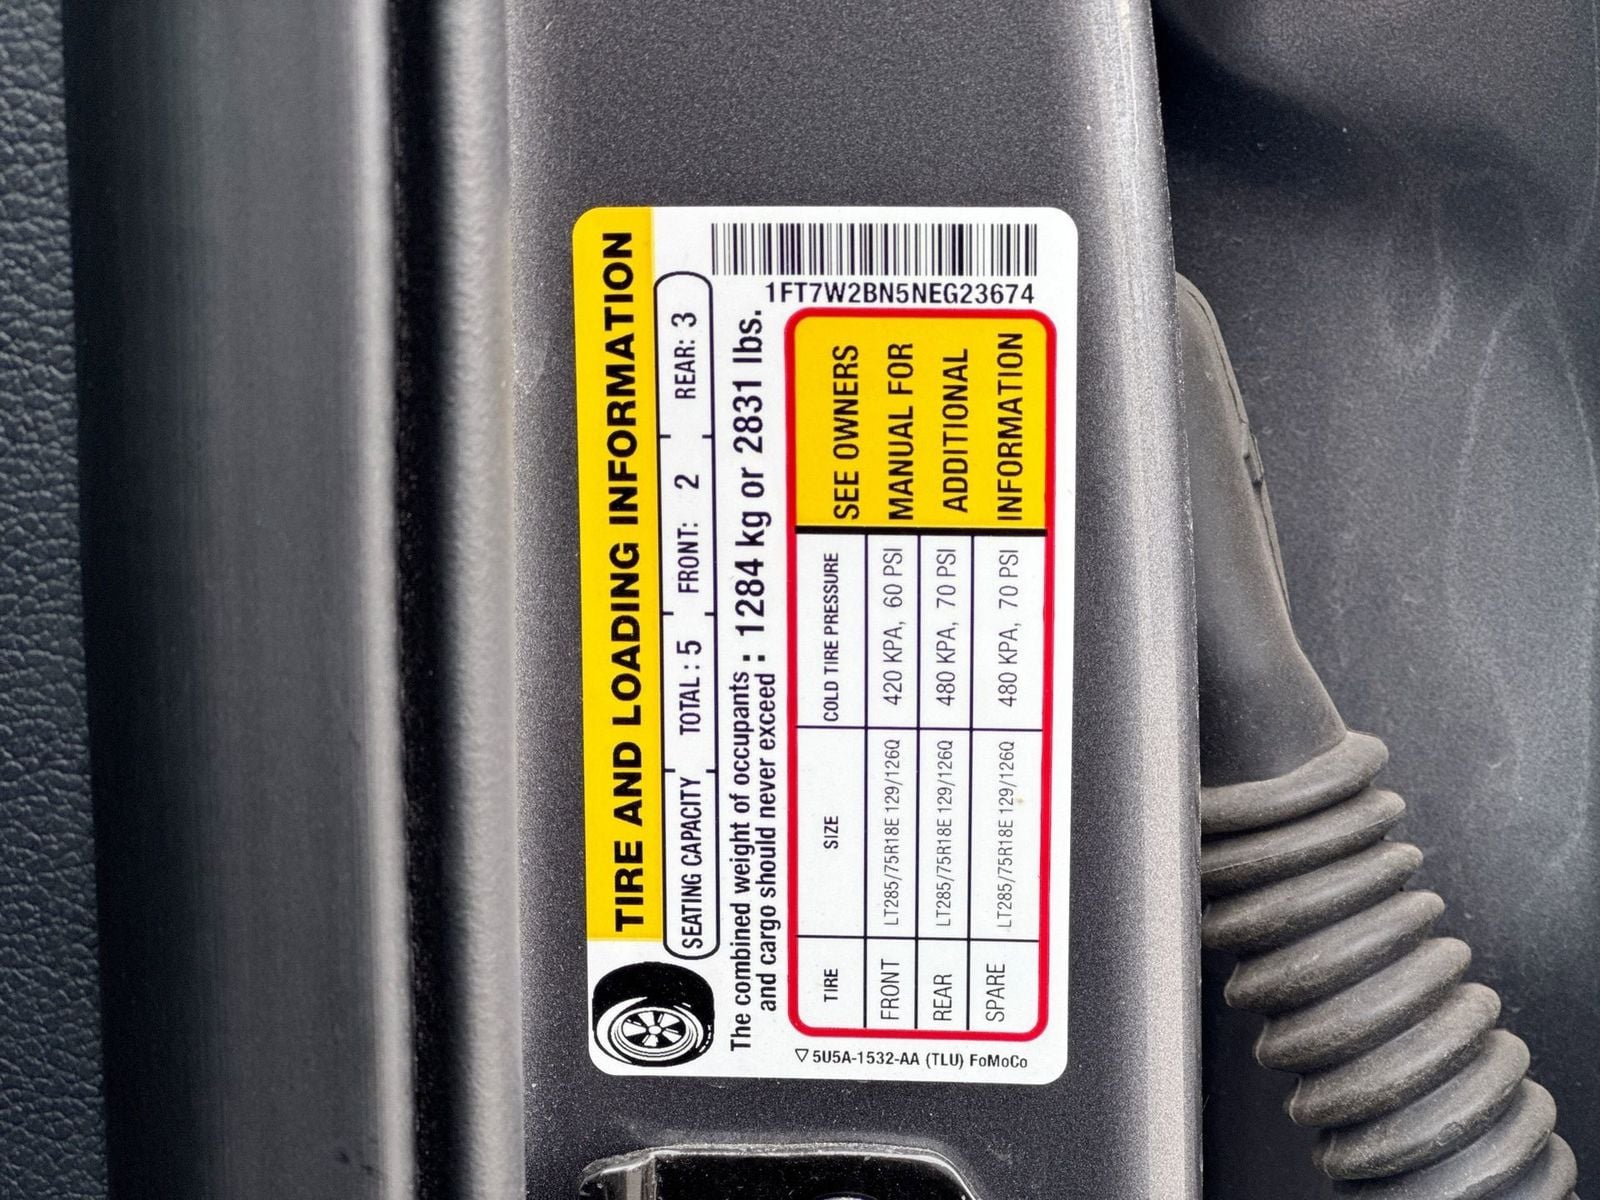 TIRE AND LOADING INFORMATION
SEATING CAPACITY TOTAL : 5 FRONT: 2 REAR: 3
The combined weight of occupants
and cargo should never exceed : 1284 kg or 2831 lbs.
TIRE SIZE COLD TIRE PRESSURE
FRONT LT285/75R18E 129/126Q 420 KPA, 60 PSI
REAR LT285/75R18E 129/126Q 480 KPA, 70 PSI
SPARE LT285/75R18E 129/126Q 480 KPA, 70 PSI
SEE OWNERS
MANUAL FOR
ADDITIONAL
INFORMATION
1FT7W2BN5NEG23674
5U5A-1532-AA (TLU) FoMoCo